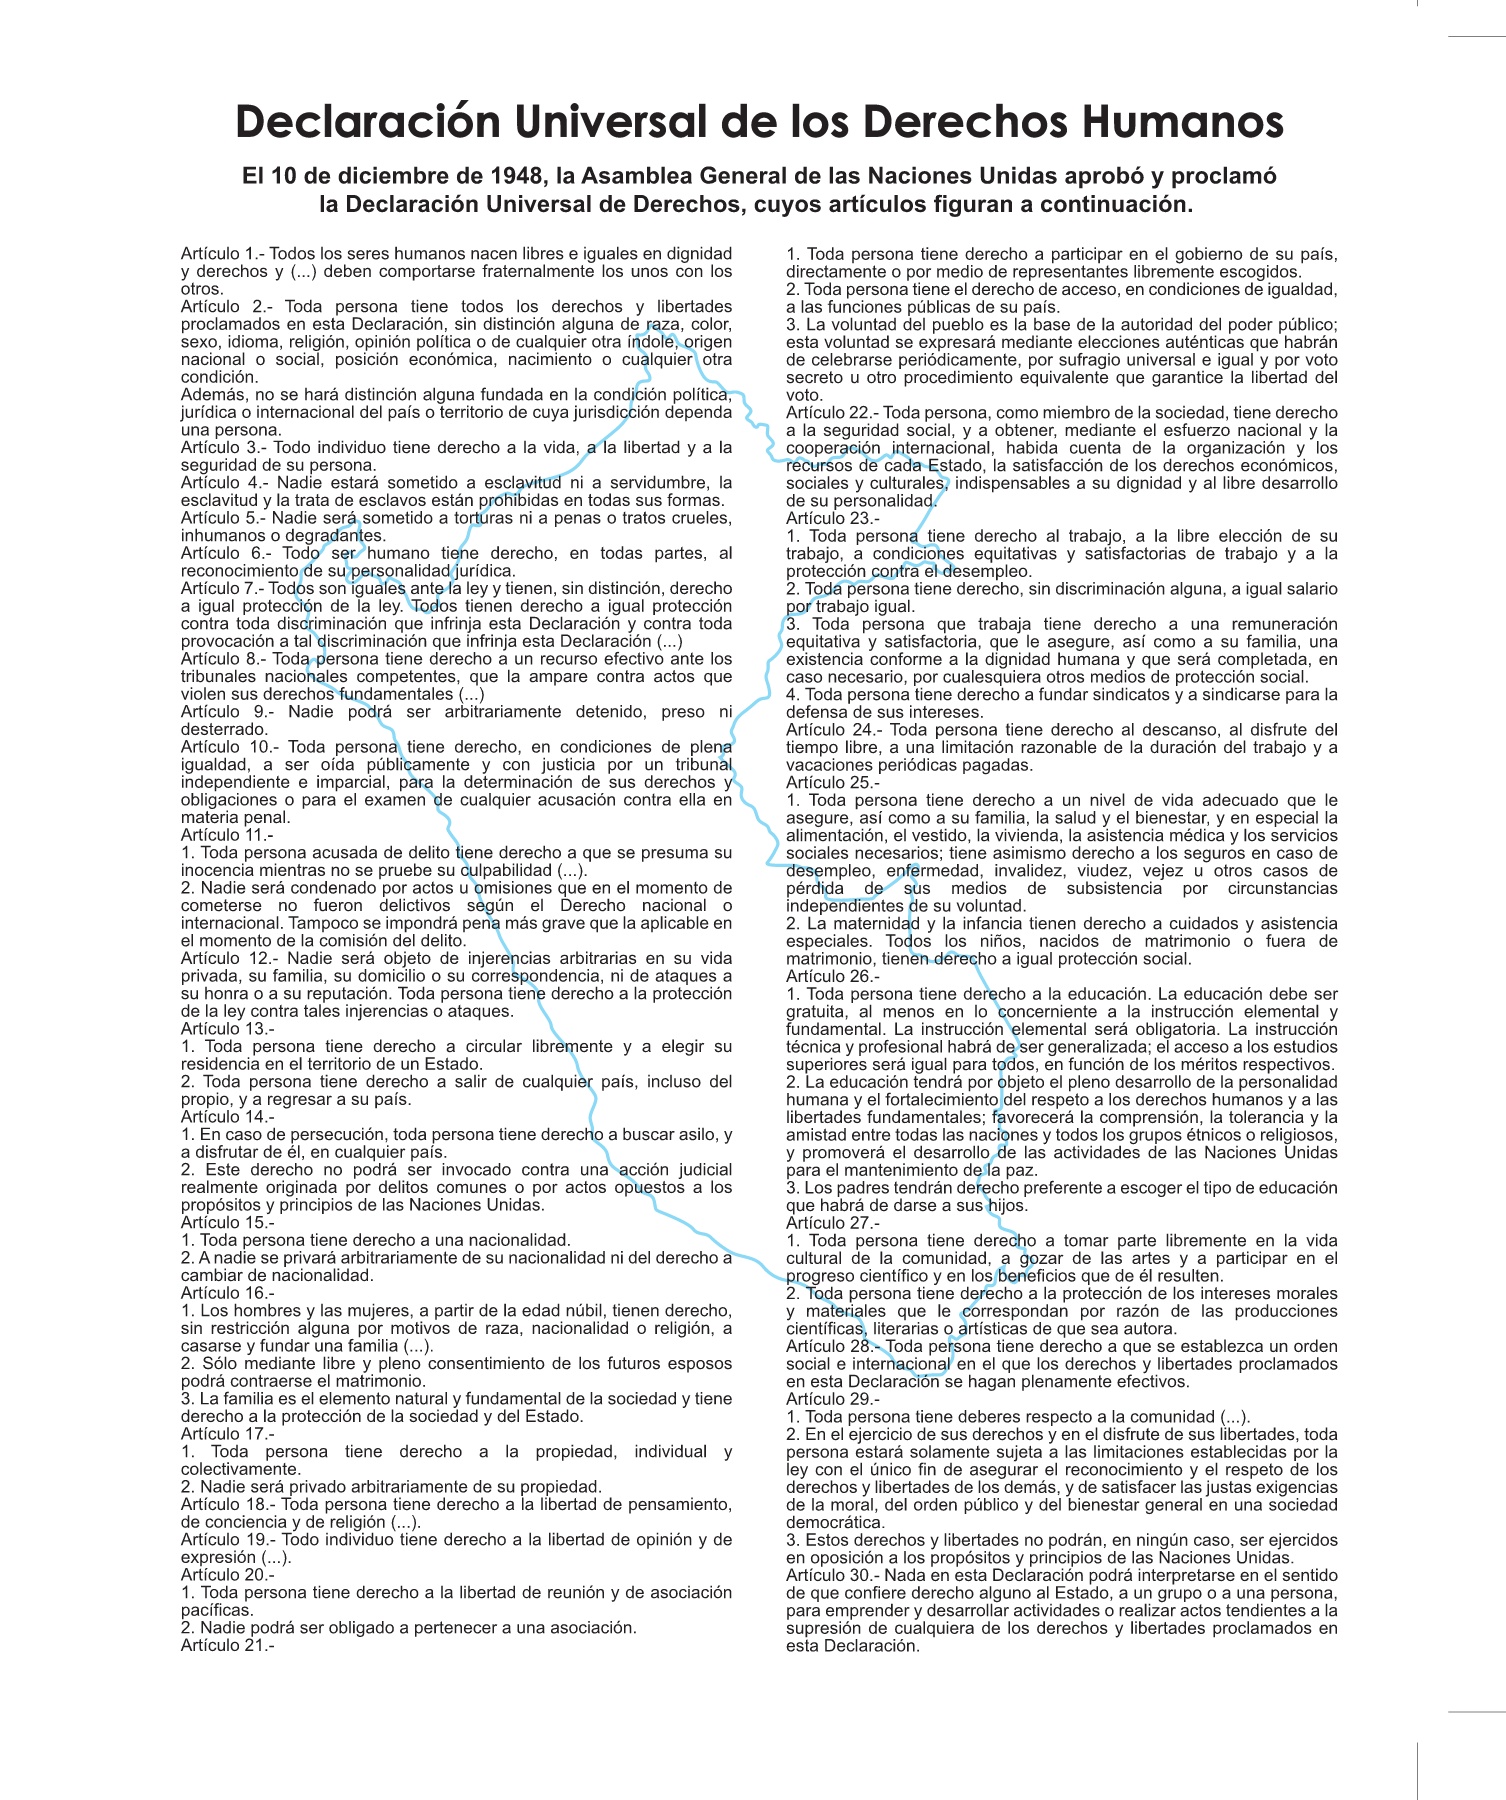 Declaración Universal de los Derechos Humanos
El 10 de diciembre de 1948, la Asamblea General de las Naciones Unidas aprobó y proclamó
la Declaración Universal de Derechos, cuyos artículos figuran a continuación.
Artículo 1.- Todos los seres humanos nacen libres e iguales en dignidad
y derechos y (...) deben comportarse fraternalmente los unos con los
otros.
Artículo 2.- Toda persona tiene todos los derechos y libertades
proclamados en esta Declaración, sin distinción alguna de raza, color,
sexo, idioma, religión, opinión política o de cualquier otra índole, origen
nacional o social, posición económica, nacimiento o cualquier otra
condición.
Además, no se hará distinción alguna fundada en la condición política,
jurídica o internacional del país o territorio de cuya jurisdicción dependa
una persona.
Artículo 3.- Todo individuo tiene derecho a la vida, a la libertad y a la
seguridad de su persona.
Artículo 4.- Nadie estará sometido a esclavitud ni a servidumbre, la
esclavitud y la trata de esclavos están prohibidas en todas sus formas.
Artículo 5.- Nadie será sometido a torturas ni a penas o tratos crueles,
inhumanos o degradantes.
Artículo 6.- Todo ser humano tiene derecho, en todas partes, al
reconocimiento de su personalidad jurídica.
Artículo 7.- Todos son iguales ante la ley y tienen, sin distinción, derecho
a igual protección de la ley. Todos tienen derecho a igual protección
contra toda discriminación que infrinja esta Declaración y contra toda
provocación a tal discriminación que infrinja esta Declaración (...)
Artículo 8.- Toda persona tiene derecho a un recurso efectivo ante los
tribunales nacionales competentes, que la ampare contra actos que
violen sus derechos fundamentales (...)
Artículo 9.- Nadie podrá ser arbitrariamente detenido, preso ni
desterrado.
Artículo 10.- Toda persona tiene derecho, en condiciones de plena
igualdad, a ser oída públicamente y con justicia por un tribunal
independiente e imparcial, para la determinación de sus derechos y
obligaciones o para el examen de cualquier acusación contra ella en
materia penal.
Artículo 11.-
1. Toda persona acusada de delito tiene derecho a que se presuma su
inocencia mientras no se pruebe su culpabilidad (...).
2. Nadie será condenado por actos u omisiones que en el momento de
cometerse no fueron delictivos según el Derecho nacional o
internacional. Tampoco se impondrá pena más grave que la aplicable en
el momento de la comisión del delito.
Artículo 12.- Nadie será objeto de injerencias arbitrarias en su vida
privada, su familia, su domicilio o su correspondencia, ni de ataques a
su honra o a su reputación. Toda persona tiene derecho a la protección
de la ley contra tales injerencias o ataques.
Artículo 13.-
1. Toda persona tiene derecho a circular libremente y a elegir su
residencia en el territorio de un Estado.
2. Toda persona tiene derecho a salir de cualquier país, incluso del
propio, y a regresar a su país.
Artículo 14.-
1. En caso de persecución, toda persona tiene derecho a buscar asilo, y
a disfrutar de él, en cualquier país.
2. Este derecho no podrá ser invocado contra una acción judicial
realmente originada por delitos comunes o por actos opuestos a los
propósitos y principios de las Naciones Unidas.
Artículo 15.-
1. Toda persona tiene derecho a una nacionalidad.
2. A nadie se privará arbitrariamente de su nacionalidad ni del derecho a
cambiar de nacionalidad.
Artículo 16.-
1. Los hombres y las mujeres, a partir de la edad núbil, tienen derecho,
sin restricción alguna por motivos de raza, nacionalidad o religión, a
casarse y fundar una familia (...).
2. Sólo mediante libre y pleno consentimiento de los futuros esposos
podrá contraerse el matrimonio.
3. La familia es el elemento natural y fundamental de la sociedad y tiene
derecho a la protección de la sociedad y del Estado.
Artículo 17.-
1. Toda persona tiene derecho a la propiedad, individual y
colectivamente.
2. Nadie será privado arbitrariamente de su propiedad.
Artículo 18.- Toda persona tiene derecho a la libertad de pensamiento,
de conciencia y de religión (...).
Artículo 19.- Todo individuo tiene derecho a la libertad de opinión y de
expresión (...).
Artículo 20.-
1. Toda persona tiene derecho a la libertad de reunión y de asociación
pacíficas.
2. Nadie podrá ser obligado a pertenecer a una asociación.
Artículo 21.-
1. Toda persona tiene derecho a participar en el gobierno de su país,
directamente o por medio de representantes libremente escogidos.
2. Toda persona tiene el derecho de acceso, en condiciones de igualdad,
a las funciones públicas de su país.
3. La voluntad del pueblo es la base de la autoridad del poder público;
esta voluntad se expresará mediante elecciones auténticas que habrán
de celebrarse periódicamente, por sufragio universal e igual y por voto
secreto u otro procedimiento equivalente que garantice la libertad del
voto.
Artículo 22.- Toda persona, como miembro de la sociedad, tiene derecho
a la seguridad social, y a obtener, mediante el esfuerzo nacional y la
cooperación internacional, habida cuenta de la organización y los
recursos de cada Estado, la satisfacción de los derechos económicos,
sociales y culturales, indispensables a su dignidad y al libre desarrollo
de su personalidad.
Artículo 23.-
1. Toda persona tiene derecho al trabajo, a la libre elección de su
trabajo, a condiciones equitativas y satisfactorias de trabajo y a la
protección contra el desempleo.
2. Toda persona tiene derecho, sin discriminación alguna, a igual salario
por trabajo igual.
3. Toda persona que trabaja tiene derecho a una remuneración
equitativa y satisfactoria, que le asegure, así como a su familia, una
existencia conforme a la dignidad humana y que será completada, en
caso necesario, por cualesquiera otros medios de protección social.
4. Toda persona tiene derecho a fundar sindicatos y a sindicarse para la
defensa de sus intereses.
Artículo 24.- Toda persona tiene derecho al descanso, al disfrute del
tiempo libre, a una limitación razonable de la duración del trabajo y a
vacaciones periódicas pagadas.
Artículo 25.-
1. Toda persona tiene derecho a un nivel de vida adecuado que le
asegure, así como a su familia, la salud y el bienestar, y en especial la
alimentación, el vestido, la vivienda, la asistencia médica y los servicios
sociales necesarios; tiene asimismo derecho a los seguros en caso de
desempleo, enfermedad, invalidez, viudez, vejez u otros casos de
pérdida de sus medios de subsistencia por circunstancias
independientes de su voluntad.
2. La maternidad y la infancia tienen derecho a cuidados y asistencia
especiales. Todos los niños, nacidos de matrimonio o fuera de
matrimonio, tienen derecho a igual protección social.
Artículo 26.-
1. Toda persona tiene derecho a la educación. La educación debe ser
gratuita, al menos en lo concerniente a la instrucción elemental y
fundamental. La instrucción elemental será obligatoria. La instrucción
técnica y profesional habrá de ser generalizada; el acceso a los estudios
superiores será igual para todos, en función de los méritos respectivos.
2. La educación tendrá por objeto el pleno desarrollo de la personalidad
humana y el fortalecimiento del respeto a los derechos humanos y a las
libertades fundamentales; favorecerá la comprensión, la tolerancia y la
amistad entre todas las naciones y todos los grupos étnicos o religiosos,
y promoverá el desarrollo de las actividades de las Naciones Unidas
para el mantenimiento de la paz.
3. Los padres tendrán derecho preferente a escoger el tipo de educación
que habrá de darse a sus hijos.
Artículo 27.-
1. Toda persona tiene derecho a tomar parte libremente en la vida
cultural de la comunidad, a gozar de las artes y a participar en el
progreso científico y en los beneficios que de él resulten.
2. Toda persona tiene derecho a la protección de los intereses morales
y materiales que le correspondan por razón de las producciones
científicas, literarias o artísticas de que sea autora.
Artículo 28.- Toda persona tiene derecho a que se establezca un orden
social e internacional en el que los derechos y libertades proclamados
en esta Declaración se hagan plenamente efectivos.
Artículo 29.-
1. Toda persona tiene deberes respecto a la comunidad (...).
2. En el ejercicio de sus derechos y en el disfrute de sus libertades, toda
persona estará solamente sujeta a las limitaciones establecidas por la
ley con el único fin de asegurar el reconocimiento y el respeto de los
derechos y libertades de los demás, y de satisfacer las justas exigencias
de la moral, del orden público y del bienestar general en una sociedad
democrática.
3. Estos derechos y libertades no podrán, en ningún caso, ser ejercidos
en oposición a los propósitos y principios de las Naciones Unidas.
Artículo 30.- Nada en esta Declaración podrá interpretarse en el sentido
de que confiere derecho alguno al Estado, a un grupo o a una persona,
para emprender y desarrollar actividades o realizar actos tendientes a la
supresión de cualquiera de los derechos y libertades proclamados en
esta Declaración.